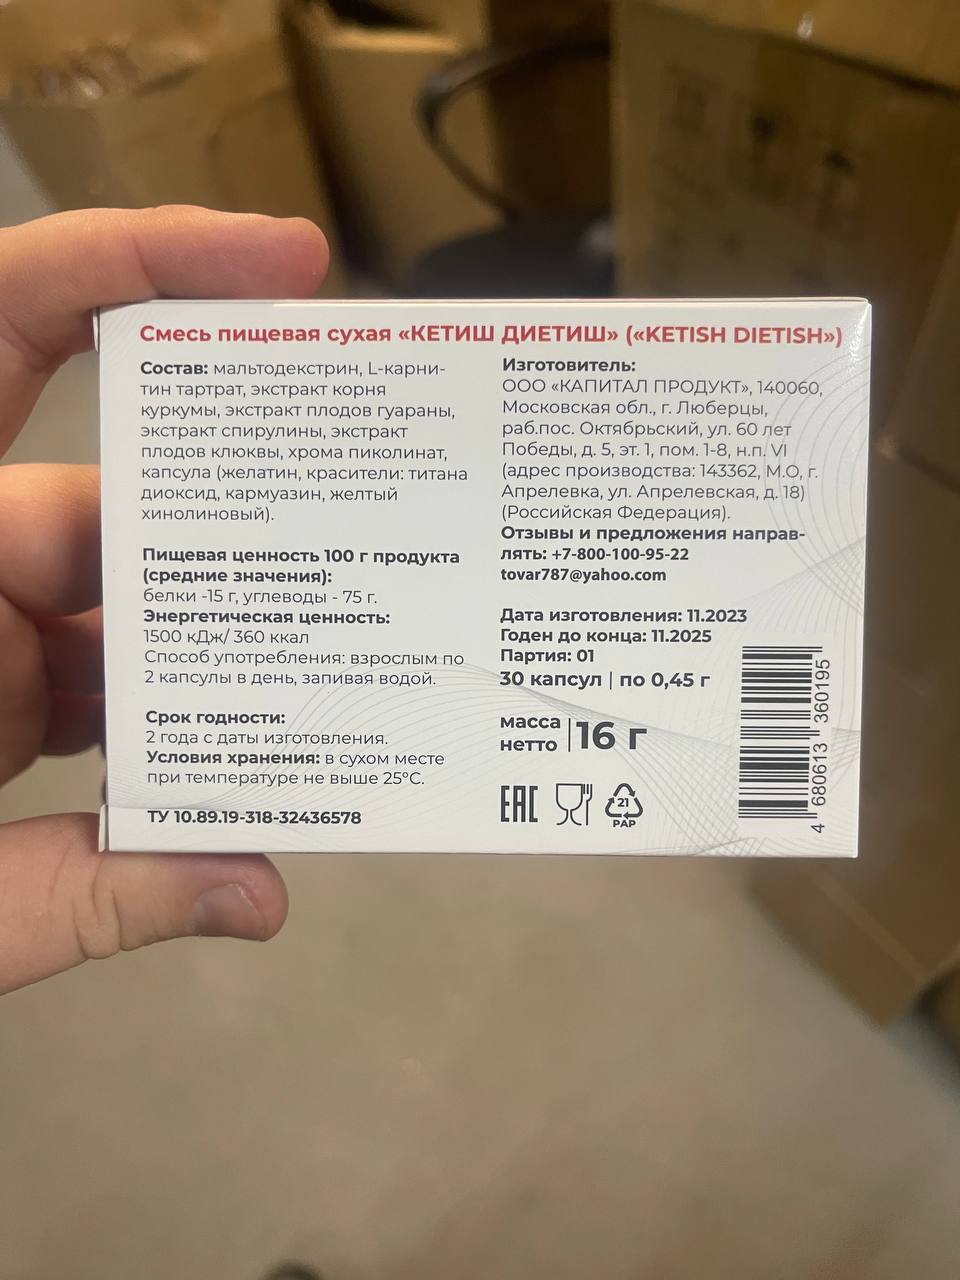 Смесь пищевая сухая «КЕТИШ ДИЕТИШ» («KETISH DIETISH»)
Состав: мальтодекстрин, L-карни-
тин тартрат, экстракт корня
куркумы, экстракт плодов гуараны,
экстракт спирулины, экстракт
плодов клюквы, хрома пиколинат,
капсула (желатин, красители: титана
диоксид, кармуазин, желтый
хинолиновый).
Пищевая ценность 100 г продукта
(средние значения):
белки -15 г, углеводы - 75 г.
Энергетическая ценность:
1500 кДж/ 360 ккал
Способ употребления: взрослым по
2 капсулы в день, запивая водой.
Срок годности:
2 года с даты изготовления.
Условия хранения: в сухом месте
при температуре не выше 25°С.
ТУ 10.89.19-318-32436578
Изготовитель:
ООО «КАПИТАЛ ПРОДУКТ», 140060,
Московская обл., г. Люберцы,
раб.пос. Октябрьский, ул. 60 лет
Победы, д. 5, эт. 1, пом. 1-8, н.п. VI
(адрес производства: 143362, М.О, г.
Апрелевка, ул. Апрелевская, д. 18)
(Российская Федерация).
Отзывы и предложения направ-
лять: +7-800-100-95-22
tovar787@yahoo.com
Дата изготовления: 11.2023
Годен до конца: 11.2025
Партия: 01
30 капсул | по 0,45 г
масса
нетто | 16 г
EAC
21
PAP
4 680613 360195